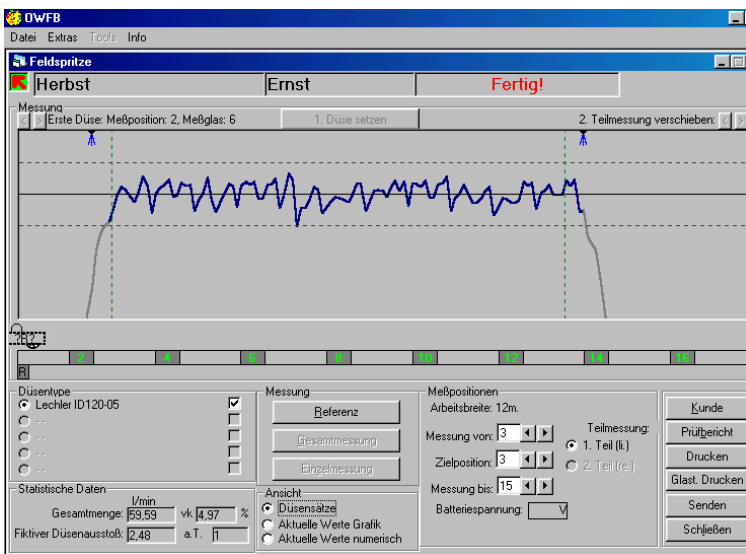 OWFB
Datei Extras Tools Info
Feldspritze
Herbst Ernst Fertig!
Messung
< > Erste Düse: Meßposition: 2, Meßglas: 6 1. Düse setzen 2. Teilmessung verschieben: < >
2 4 6 8 10 12 14 16
R
Düsentype Messung Meßpositionen
Lechler ID120-05 Referenz Arbeitsbreite: 12m. Kunde
-- Gesamtmessung Messung von: 3 Teilmessung: Prüfbericht
-- Einzelmessung 1. Teil (li.)
-- Zielposition: 3 2. Teil (re.) Drucken
-- Messung bis: 15 Glast. Drucken
Statistische Daten Ansicht Batteriespannung: V Senden
l/min Düsensätze Schließen
Gesamtmenge: 59,59 vk 4,97 % Aktuelle Werte Grafik
Fiktiver Düsenausstoß: 2,48 a.T. 1 Aktuelle Werte numerisch